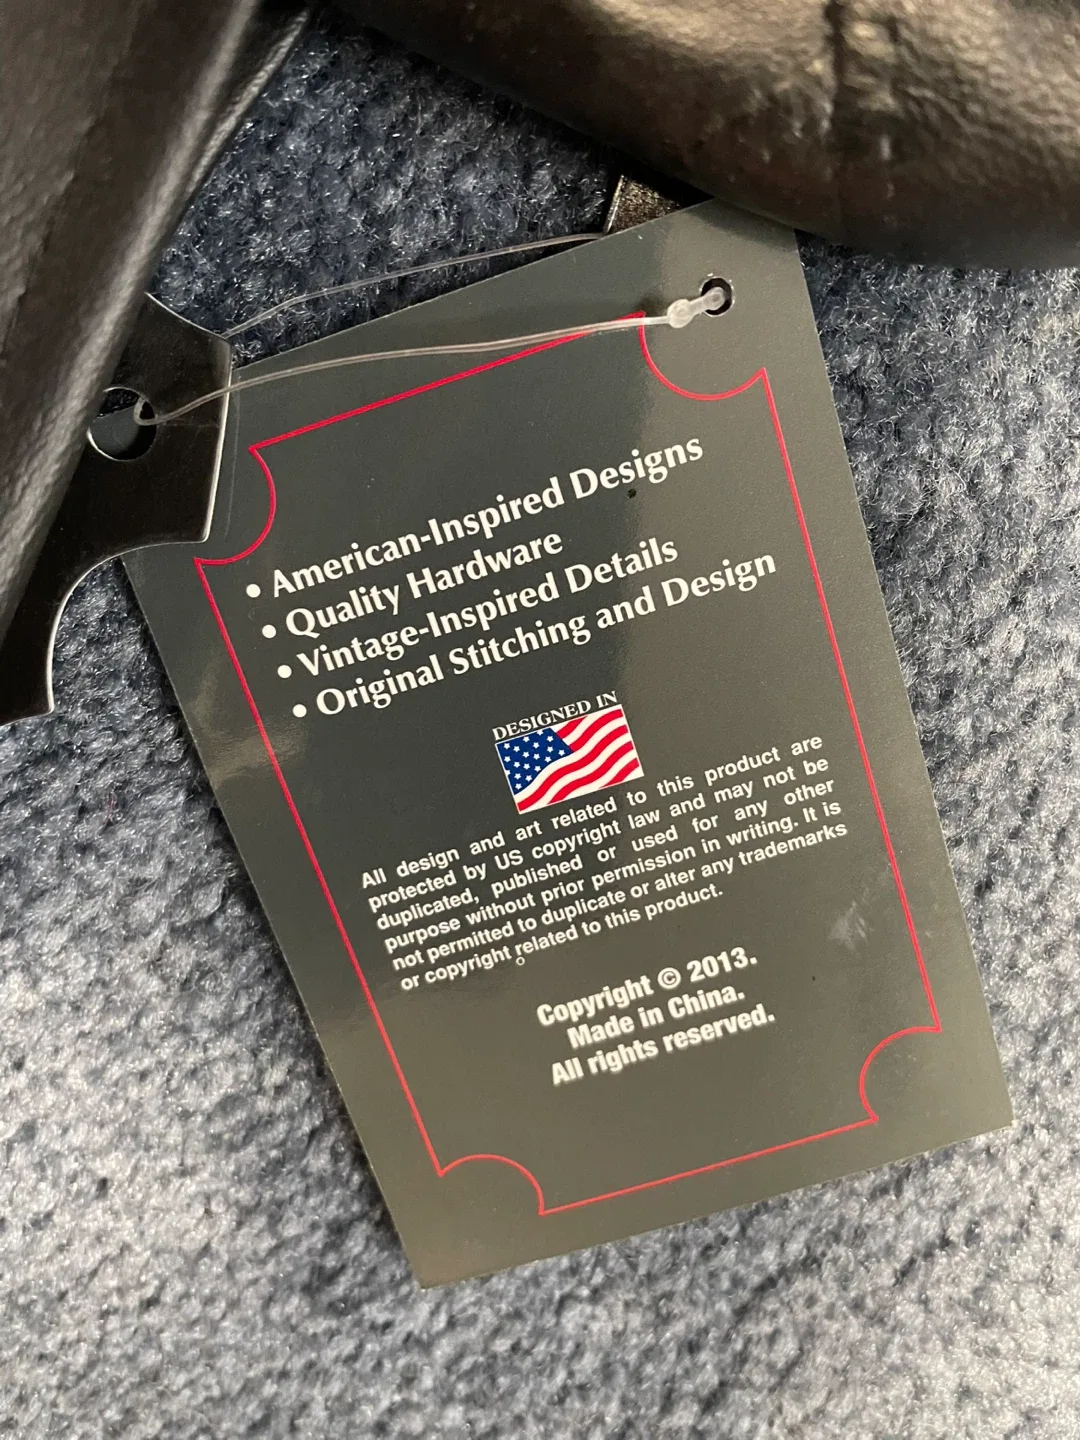 • American-Inspired Designs
• Quality Hardware
• Vintage-Inspired Details
• Original Stitching and Design
DESIGNED IN
All design and art related to this product are
protected by US copyright law and may not be
duplicated, published or used for any other
purpose without prior permission in writing. It is
not permitted to duplicate or alter any trademarks
or copyright related to this product.
Copyright © 2013.
Made in China.
All rights reserved.